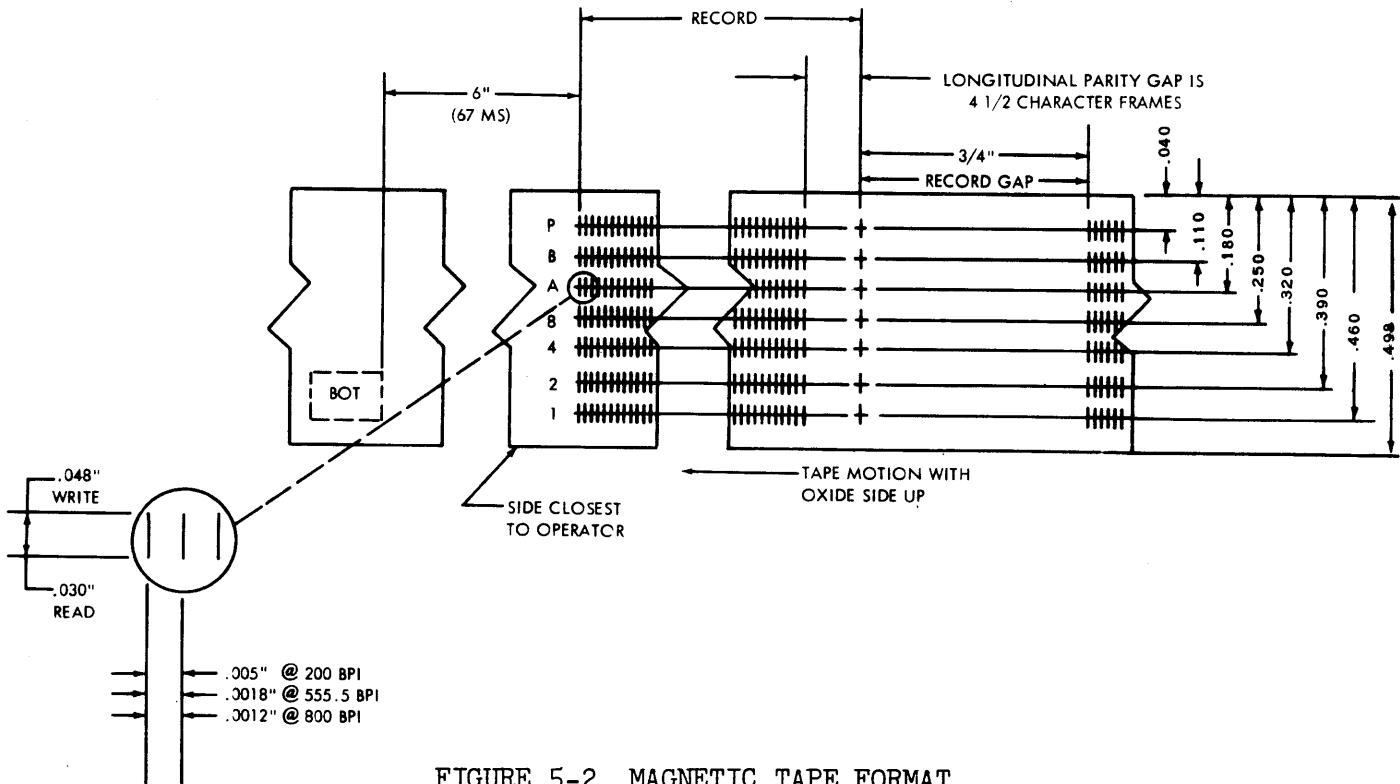 RECORD
6"
(67 MS)
LONGITUDINAL PARITY GAP IS
4 1/2 CHARACTER FRAMES
3/4"
RECORD GAP
.040
.110
.180
.250
.320
.390
.460
.498
P
B
A
8
4
2
1
BOT
TAPE MOTION WITH
OXIDE SIDE UP
SIDE CLOSEST
TO OPERATOR
.048"
WRITE
.030"
READ
.005" @ 200 BPI
.0018" @ 555.5 BPI
.0012" @ 800 BPI
FIGURE 5-2 MAGNETIC TAPE FORMAT